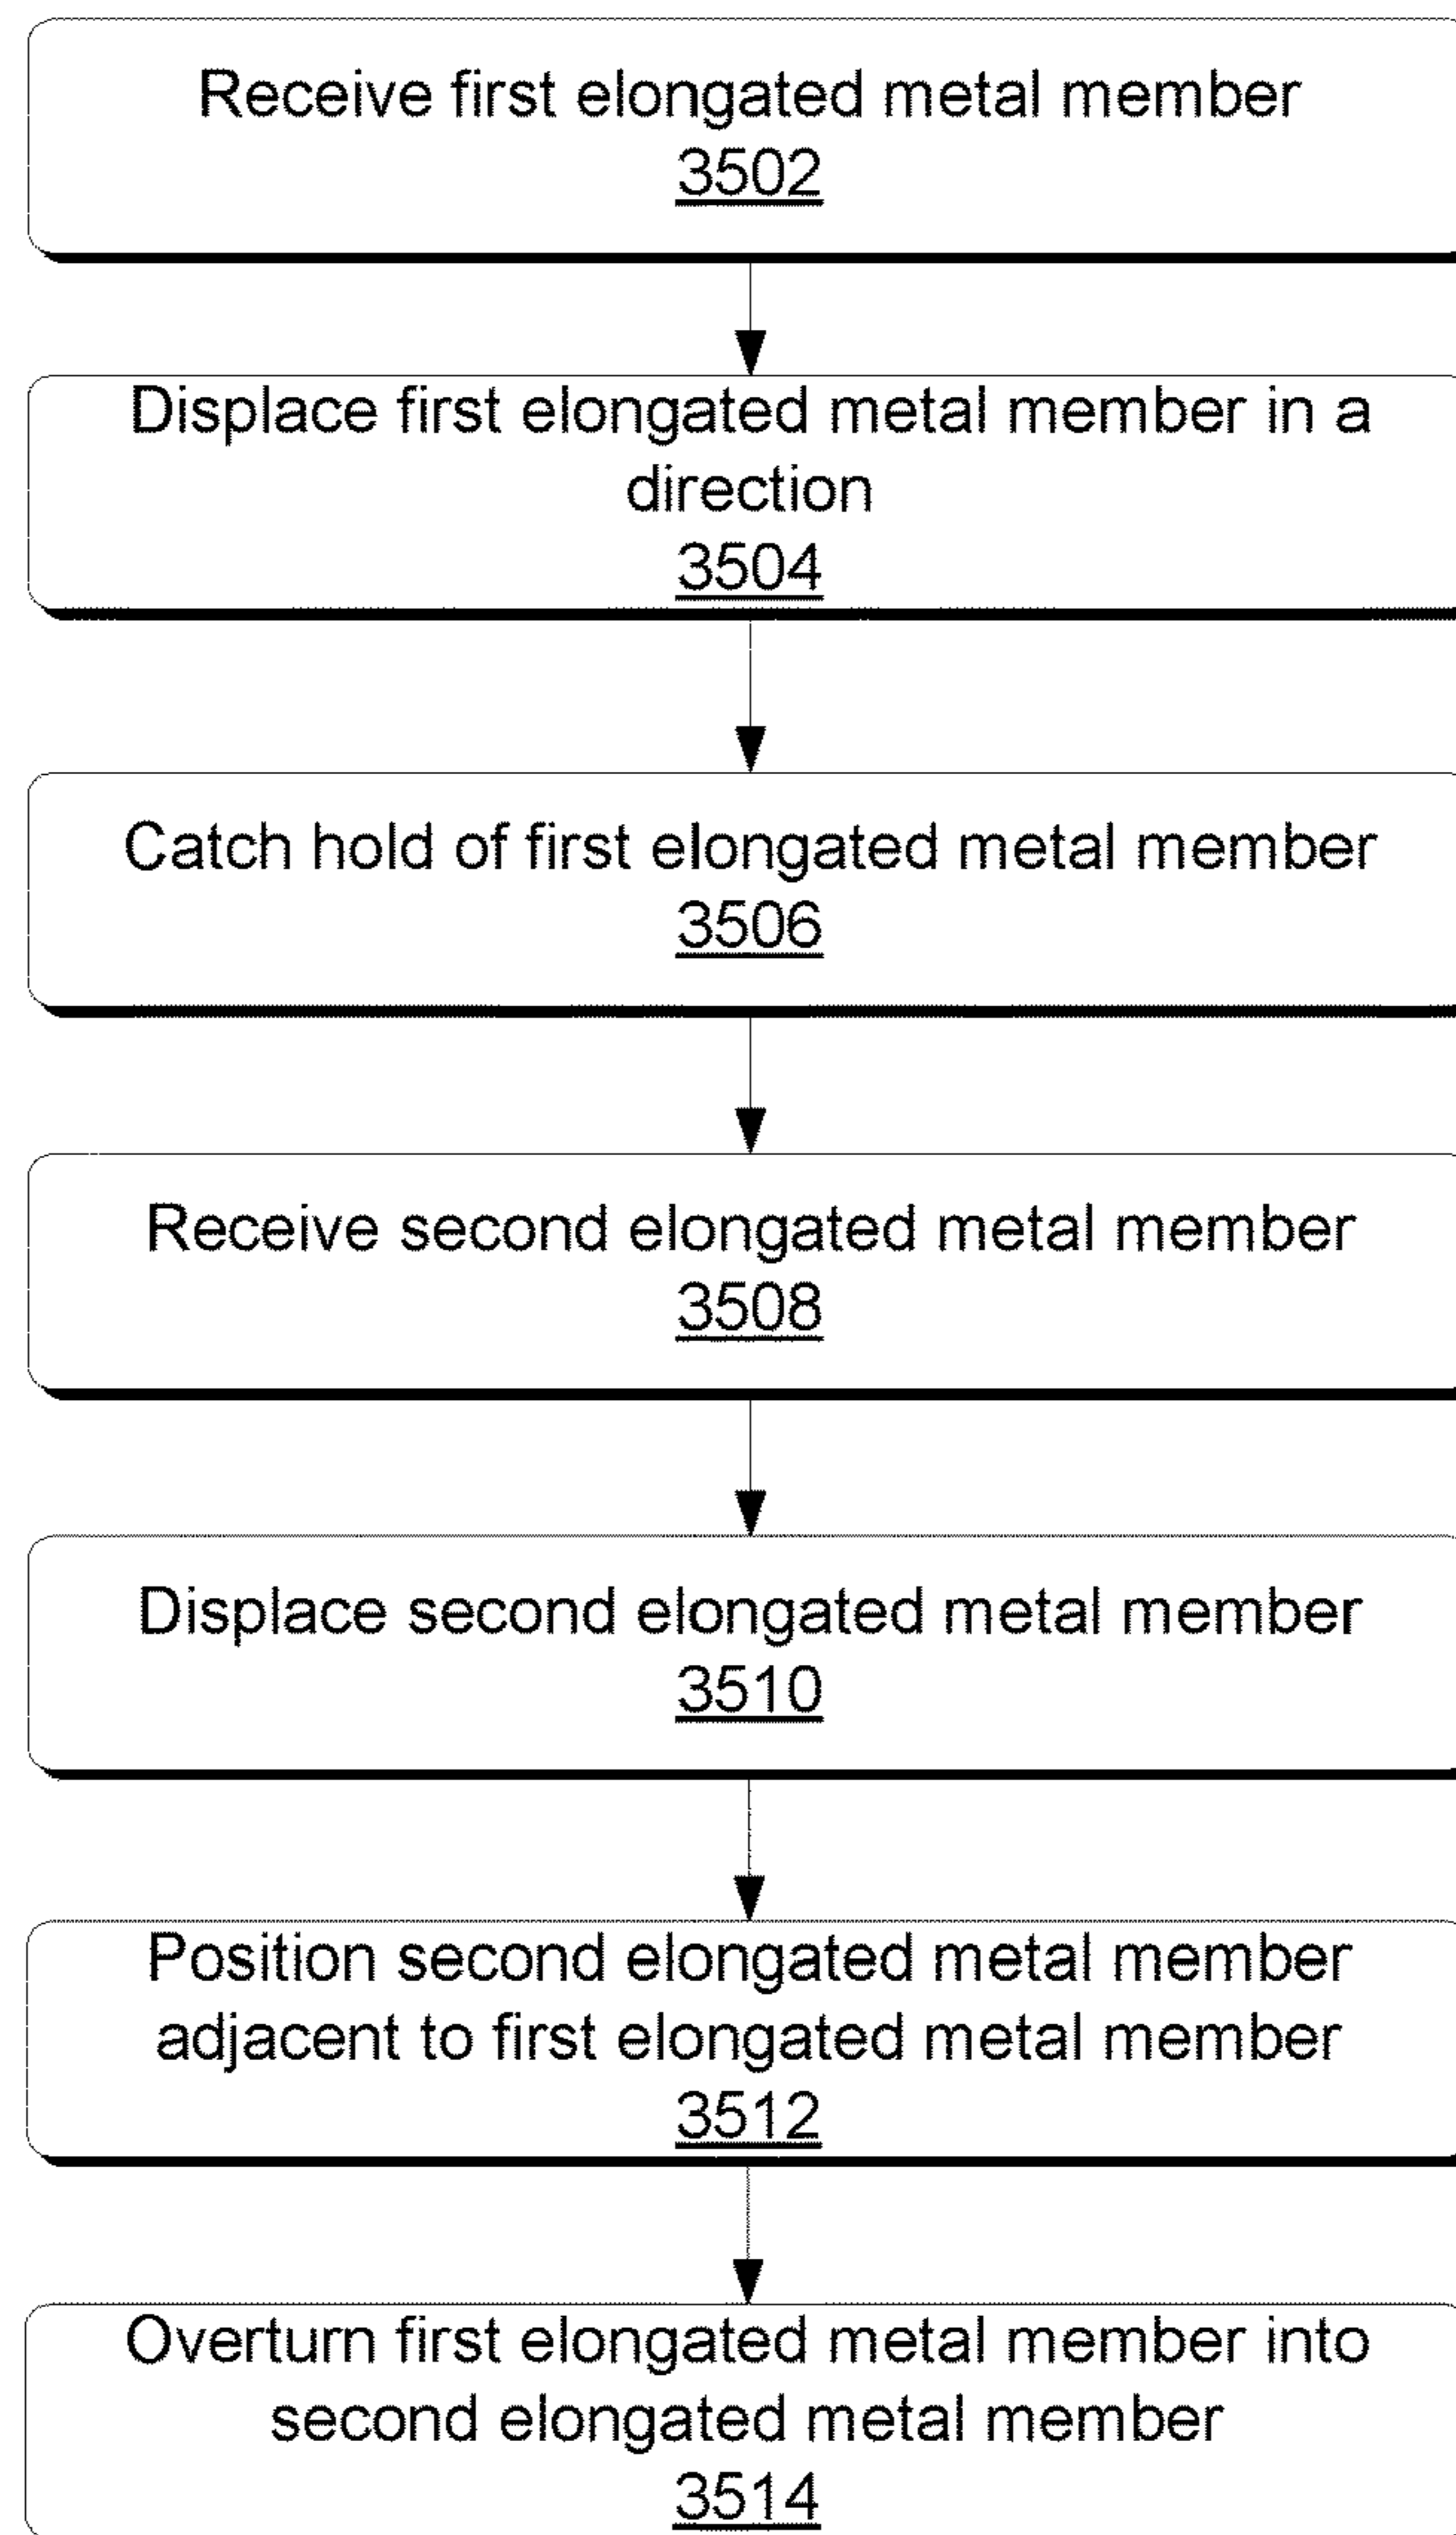 Receive first elongated metal member
3502
Displace first elongated metal member in a
direction
3504
Catch hold of first elongated metal member
3506
Receive second elongated metal member
3508
Displace second elongated metal member
3510
Position second elongated metal member
adjacent to first elongated metal member
3512
Overturn first elongated metal member into
second elongated metal member
3514